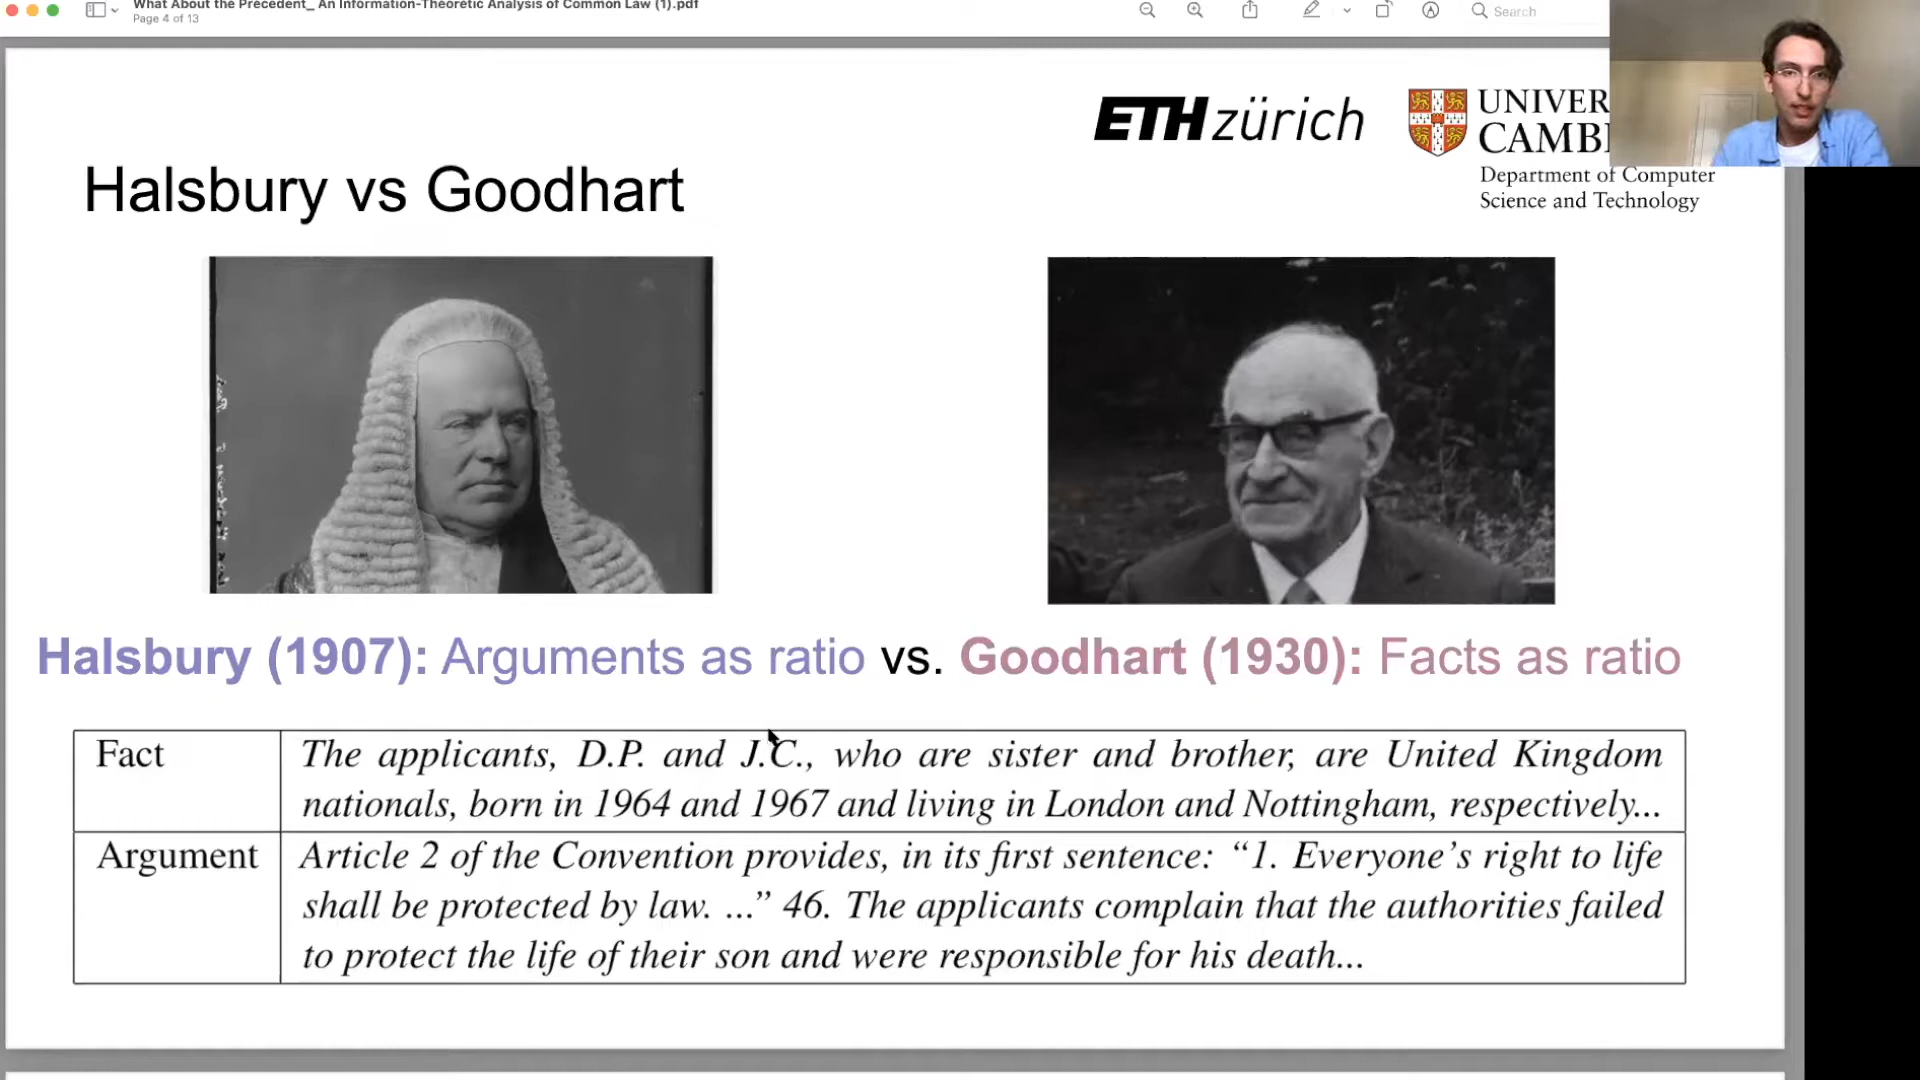 What About the Precedent_ An Information-Theoretic Analysis of Common Law (1).pdf
Page 4 of 13
Search
ETH zürich
UNIVER
CAMB
Department of Computer
Science and Technology
Halsbury vs Goodhart
Halsbury (1907): Arguments as ratio vs. Goodhart (1930): Facts as ratio
Fact
The applicants, D.P. and J.C., who are sister and brother, are United Kingdom
nationals, born in 1964 and 1967 and living in London and Nottingham, respectively...
Argument
Article 2 of the Convention provides, in its first sentence: “1. Everyone’s right to life
shall be protected by law. ...” 46. The applicants complain that the authorities failed
to protect the life of their son and were responsible for his death...